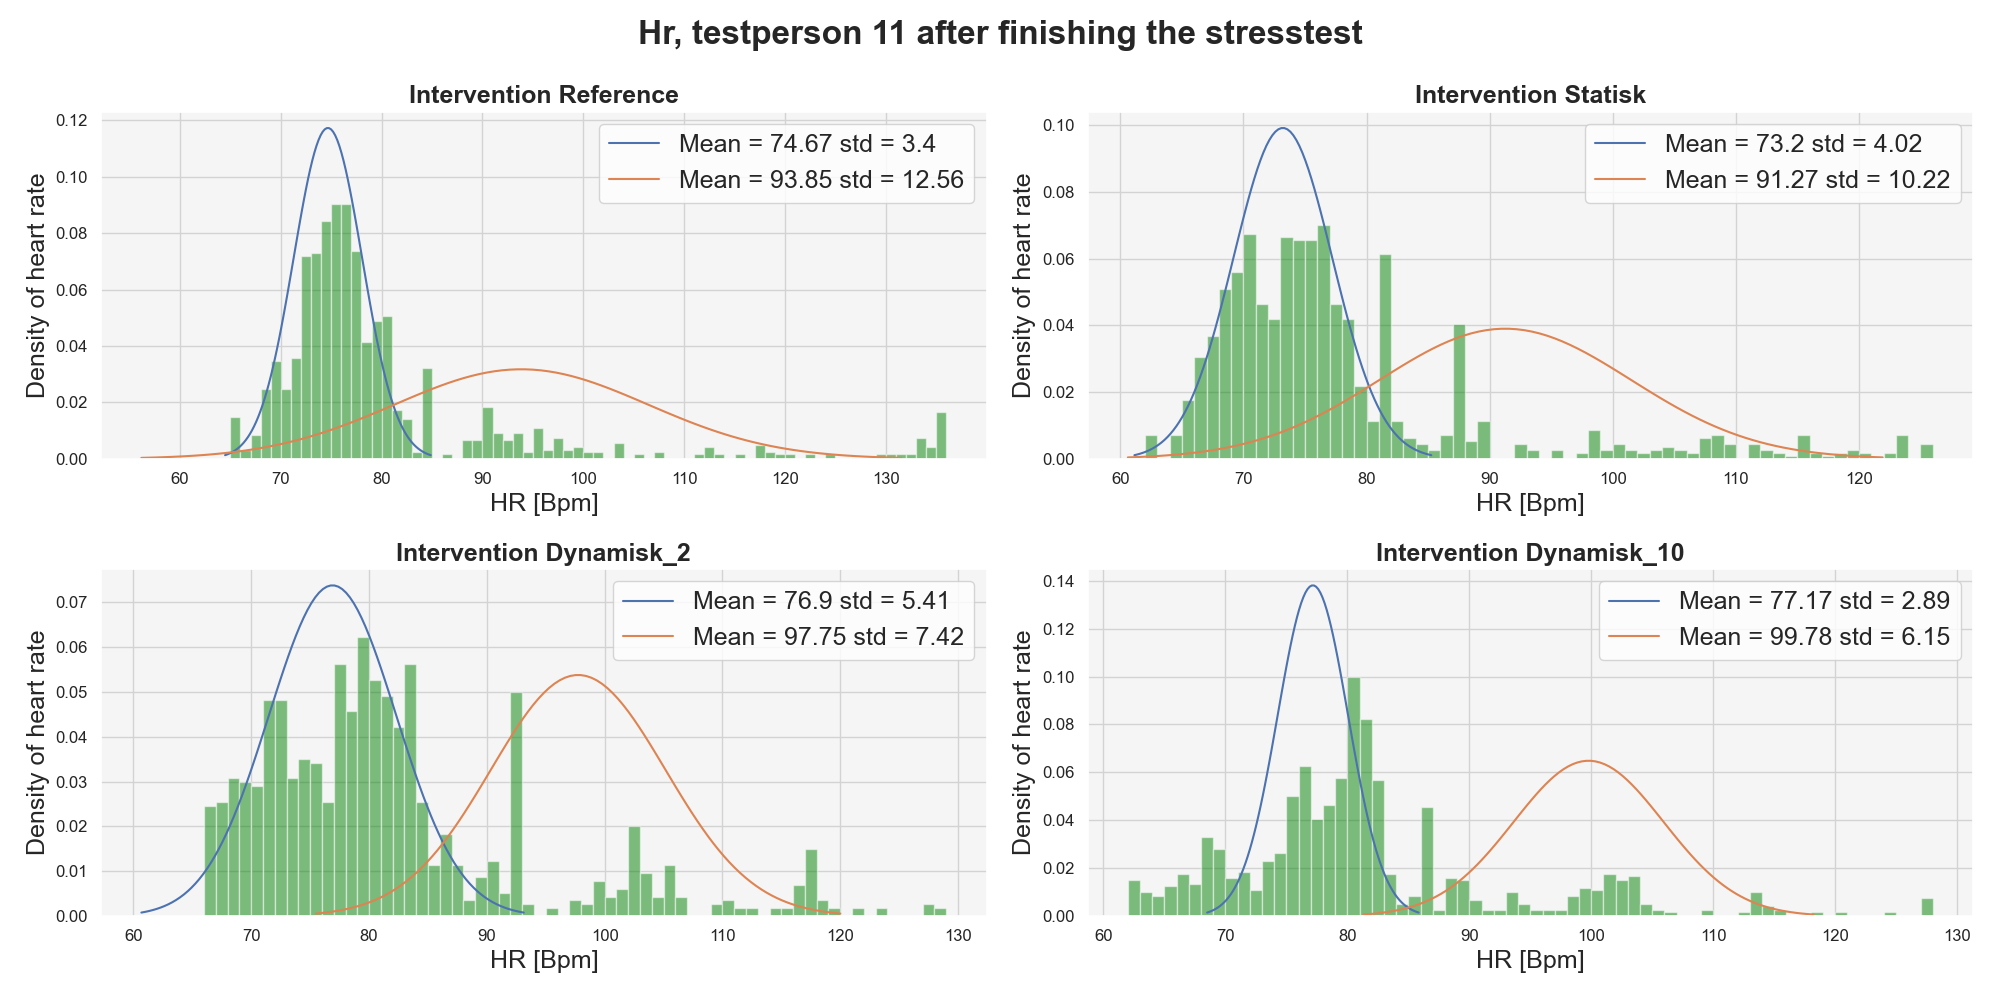 Hr, testperson 11 after finishing the stresstest
Intervention Reference
Mean = 74.67 std = 3.4
Mean = 93.85 std = 12.56
Density of heart rate
0.12
0.10
0.08
0.06
0.04
0.02
0.00
60 70 80 90 100 110 120 130
HR [Bpm]
Intervention Statisk
Mean = 73.2 std = 4.02
Mean = 91.27 std = 10.22
Density of heart rate
0.10
0.08
0.06
0.04
0.02
0.00
60 70 80 90 100 110 120
HR [Bpm]
Intervention Dynamisk_2
Mean = 76.9 std = 5.41
Mean = 97.75 std = 7.42
Density of heart rate
0.07
0.06
0.05
0.04
0.03
0.02
0.01
0.00
60 70 80 90 100 110 120 130
HR [Bpm]
Intervention Dynamisk_10
Mean = 77.17 std = 2.89
Mean = 99.78 std = 6.15
Density of heart rate
0.14
0.12
0.10
0.08
0.06
0.04
0.02
0.00
60 70 80 90 100 110 120 130
HR [Bpm]